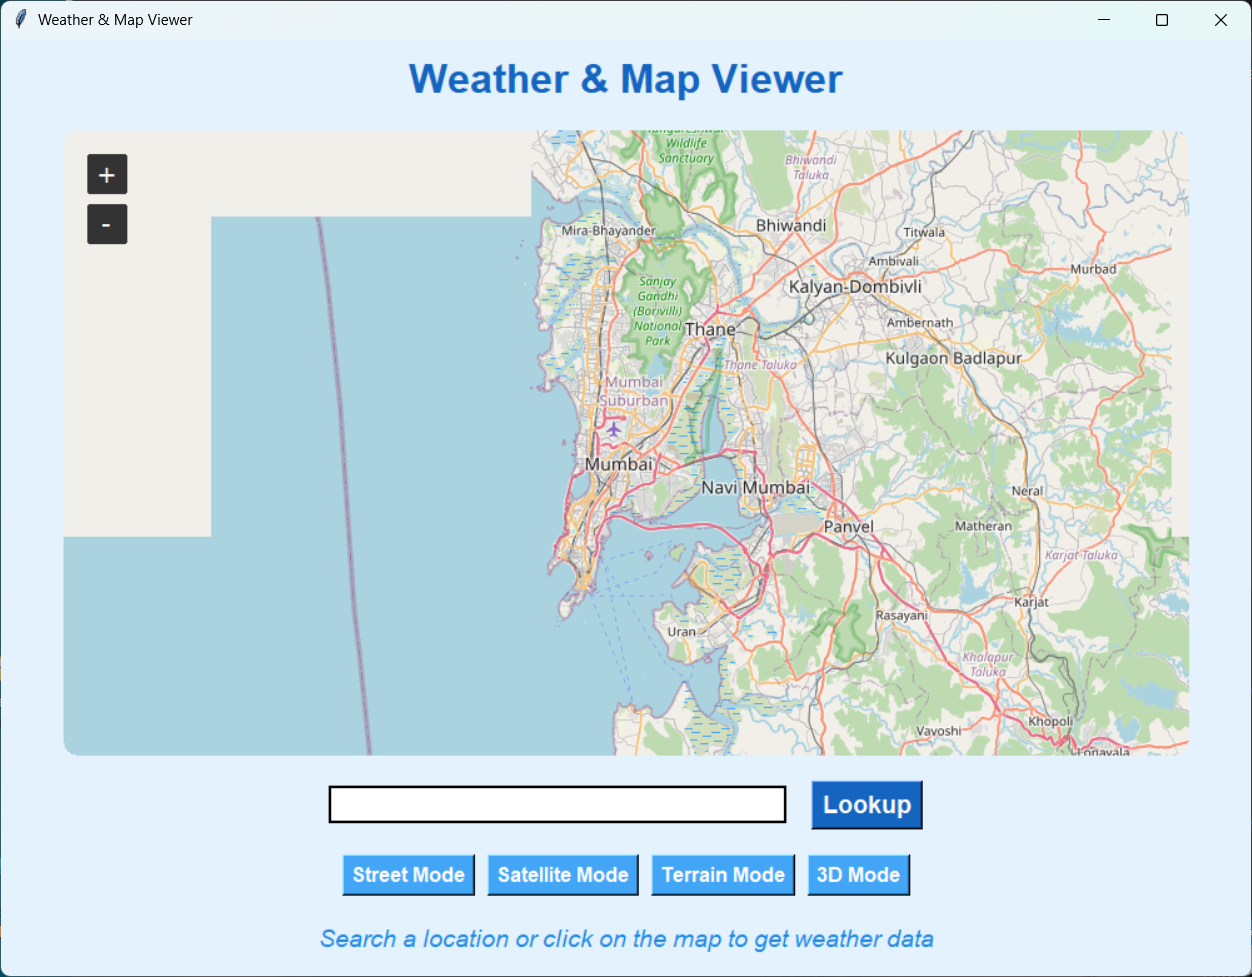 Weather & Map Viewer
Weather & Map Viewer
+
-
Wildlife
Sanctuary
Bhiwandi
Taluka
Mira-Bhayander
Bhiwandi
Titwala
Ambivali
Murbad
Sanjay
Gandhi
(Borivili)
National
Park
Kalyan-Dombivli
Thane
Ambernath
Kulgaon Badlapur
Thane Taluka
Mumbai
Suburban
Mumbai
Navi Mumbai
Neral
Panvel
Matheran
Karjat Taluka
Karjat
Rasayani
Uran
Khalapur
Taluka
Khopoli
Vavoshi
Lonavala
Lookup
Street Mode
Satellite Mode
Terrain Mode
3D Mode
Search a location or click on the map to get weather data